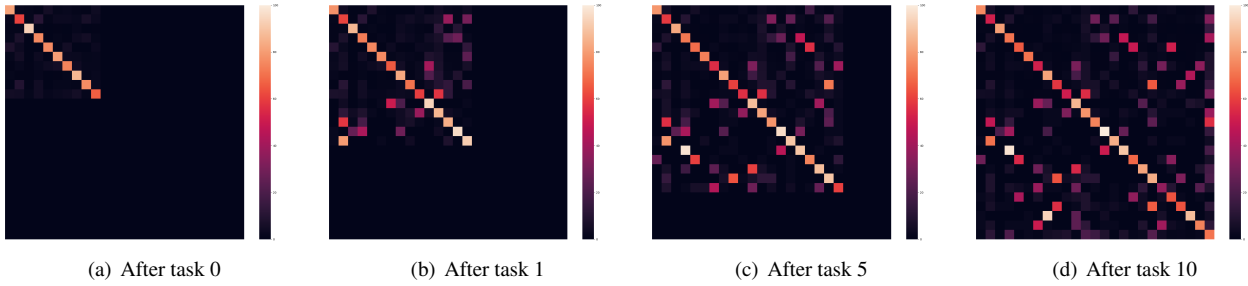 (a) After task 0
(b) After task 1
(c) After task 5
(d) After task 10